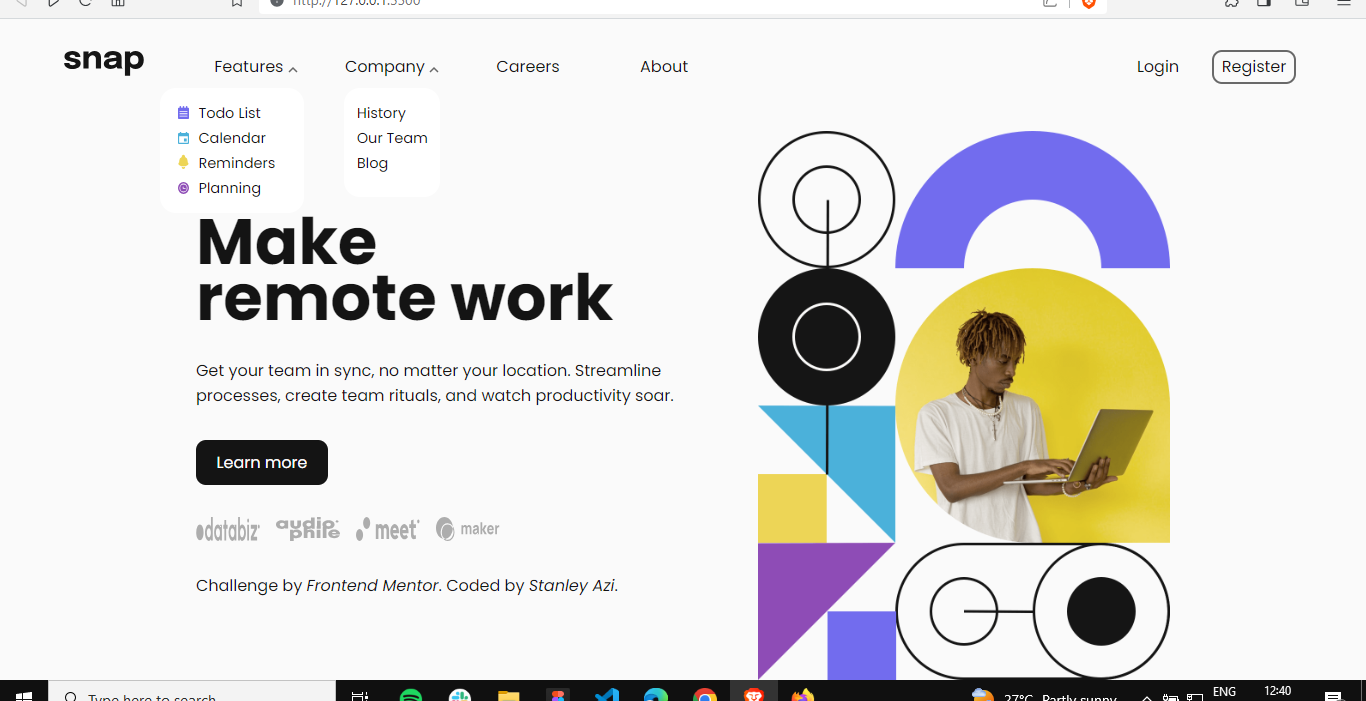 http://127.0.0.1:5500
snap
Features
Company
Careers
About
Login
Register
Todo List
Calendar
Reminders
Planning
History
Our Team
Blog
Make
remote work
Get your team in sync, no matter your location. Streamline
processes, create team rituals, and watch productivity soar.
Learn more
databiz
audiophile
meet
maker
Challenge by Frontend Mentor. Coded by Stanley Azi.
Type here to search
27°C Partly sunny
ENG
12:40